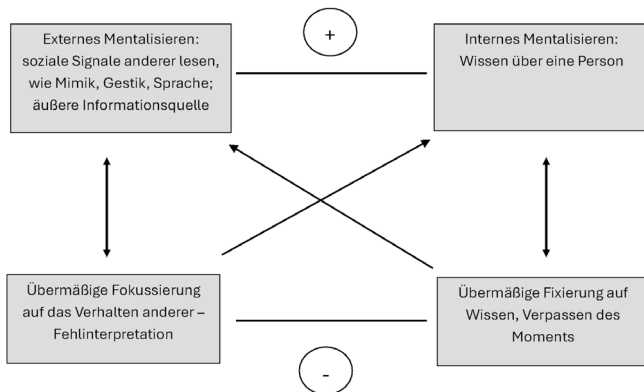 Externes Mentalisieren:
soziale Signale anderer lesen,
wie Mimik, Gestik, Sprache;
äußere Informationsquelle
+
Internes Mentalisieren:
Wissen über eine Person
Übermäßige Fokussierung
auf das Verhalten anderer –
Fehlinterpretation
Übermäßige Fixierung auf
Wissen, Verpassen des
Moments
-